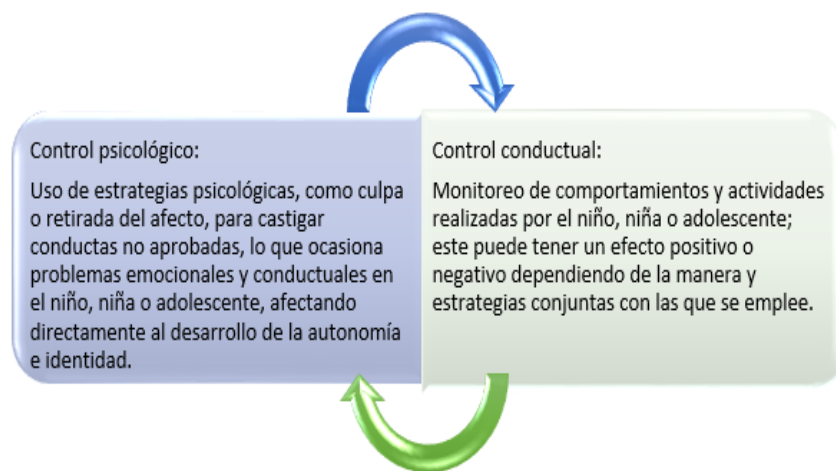 Control psicológico:
Uso de estrategias psicológicas, como culpa
o retirada del afecto, para castigar
conductas no aprobadas, lo que ocasiona
problemas emocionales y conductuales en
el niño, niña o adolescente, afectando
directamente al desarrollo de la autonomía
e identidad.
Control conductual:
Monitoreo de comportamientos y actividades
realizadas por el niño, niña o adolescente;
este puede tener un efecto positivo o
negativo dependiendo de la manera y
estrategias conjuntas con las que se emplee.